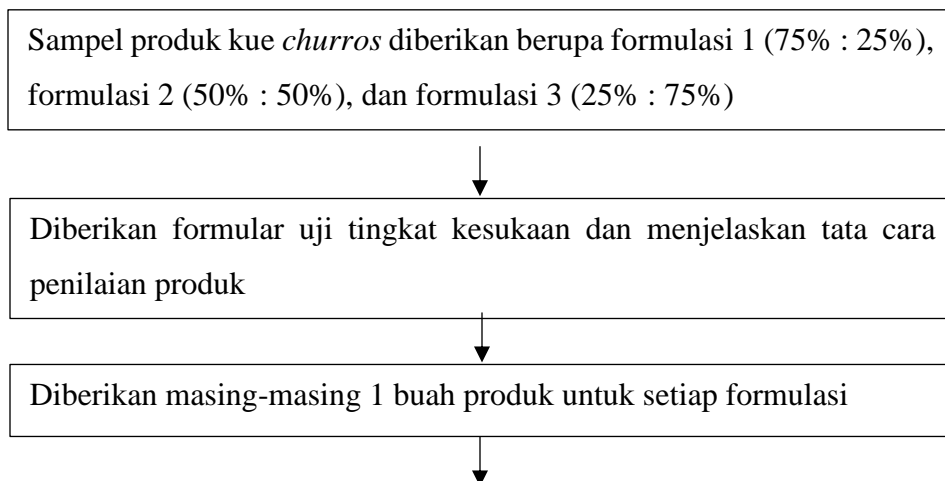 Sampel produk kue churros diberikan berupa formulasi 1 (75% : 25%),
formulasi 2 (50% : 50%), dan formulasi 3 (25% : 75%)
Diberikan formular uji tingkat kesukaan dan menjelaskan tata cara
penilaian produk
Diberikan masing-masing 1 buah produk untuk setiap formulasi